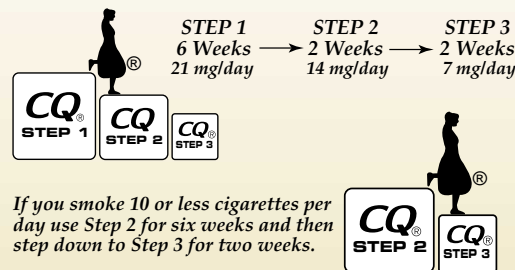 STEP 1 STEP 2 STEP 3
6 Weeks 2 Weeks 2 Weeks
21 mg/day 14 mg/day 7 mg/day
®
CQ® CQ® CQ®
STEP 1 STEP 2 STEP 3
If you smoke 10 or less cigarettes per
day use Step 2 for six weeks and then
step down to Step 3 for two weeks.
®
CQ® CQ®
STEP 2 STEP 3